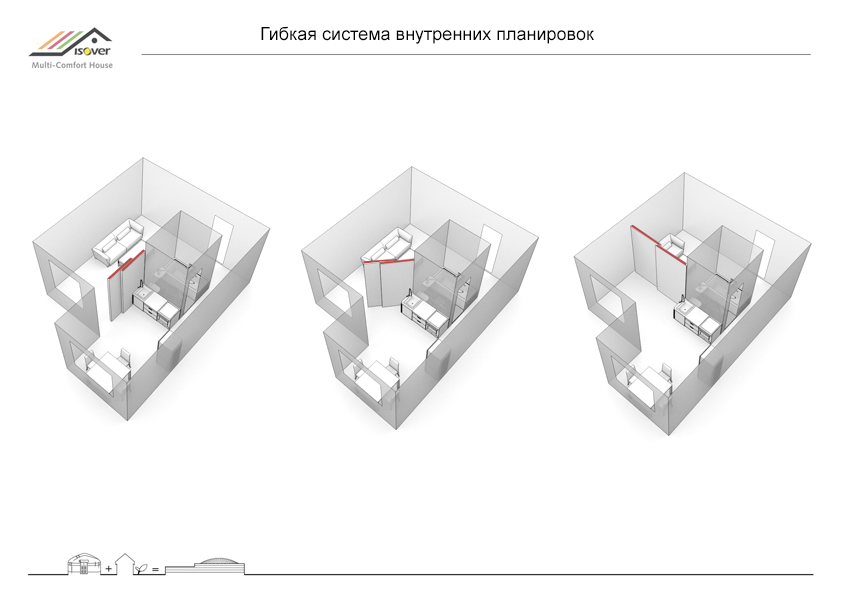 Гибкая система внутренних планировок
isover
Multi-Comfort House
+
=